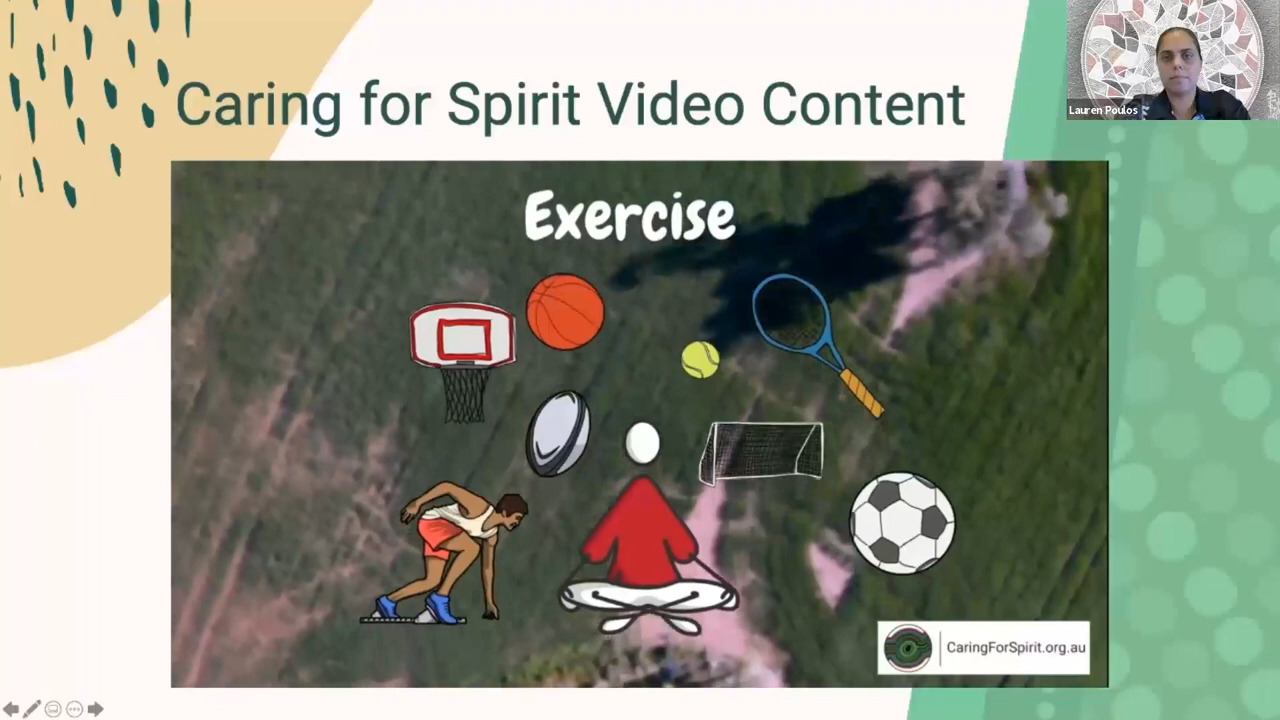 Caring for Spirit Video Content
Lauren Poulos
Exercise
CaringForSpirit.org.au